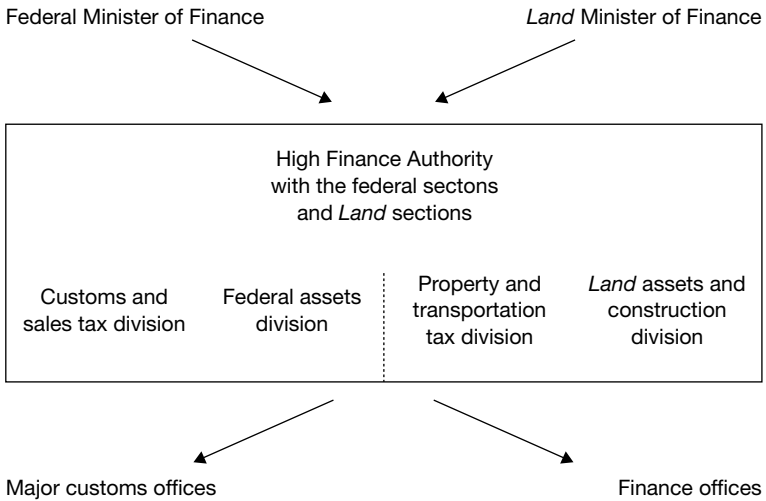 Federal Minister of Finance
Land Minister of Finance
High Finance Authority
with the federal sectons
and Land sections
Customs and
sales tax division
Federal assets
division
Property and
transportation
tax division
Land assets and
construction
division
Major customs offices
Finance offices